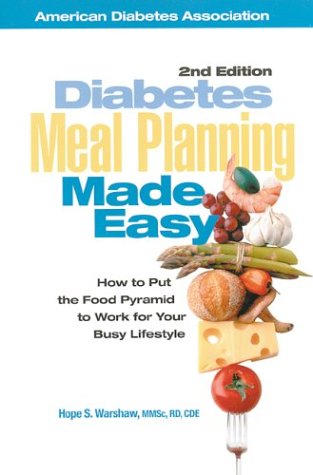 American Diabetes Association
2nd Edition
Diabetes
Meal Planning
Made
Easy
How to Put
the Food Pyramid
to Work for Your
Busy Lifestyle
Hope S. Warshaw, MMSc, RD, CDE